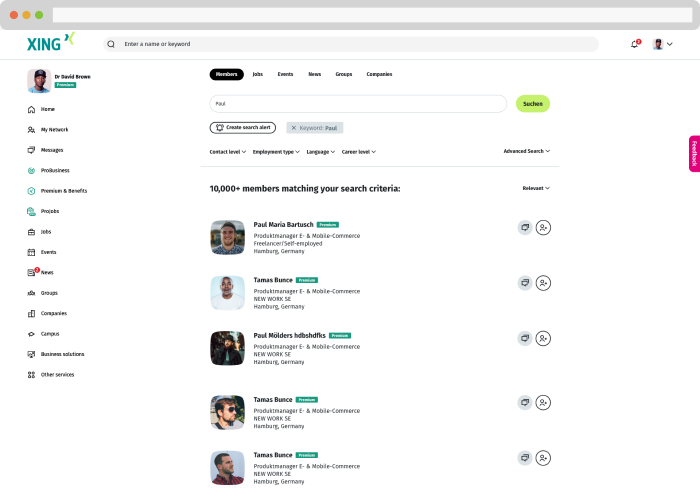 XING
Enter a name or keyword
2
Dr David Brown
Premium
Home
My Network
Messages
ProBusiness
Premium & Benefits
Projobs
Jobs
Events
2
News
Groups
Companies
Campus
Business solutions
Other services
Members Jobs Events News Groups Companies
Paul
Suchen
Create search alert
Keyword: Paul
Contact level Employment type Language Career level Advanced Search
10,000+ members matching your search criteria:
Relevant
Paul Maria Bartusch Premium
Produktmanager E- & Mobile-Commerce
Freelancer/Self-employed
Hamburg, Germany
Tamas Bunce Premium
Produktmanager E- & Mobile-Commerce
NEW WORK SE
Hamburg, Germany
Paul Mölders hdbshdfks Premium
Produktmanager E- & Mobile-Commerce
NEW WORK SE
Hamburg, Germany
Tamas Bunce Premium
Produktmanager E- & Mobile-Commerce
NEW WORK SE
Hamburg, Germany
Tamas Bunce Premium
Produktmanager E- & Mobile-Commerce
NEW WORK SE
Hamburg, Germany
Feedback